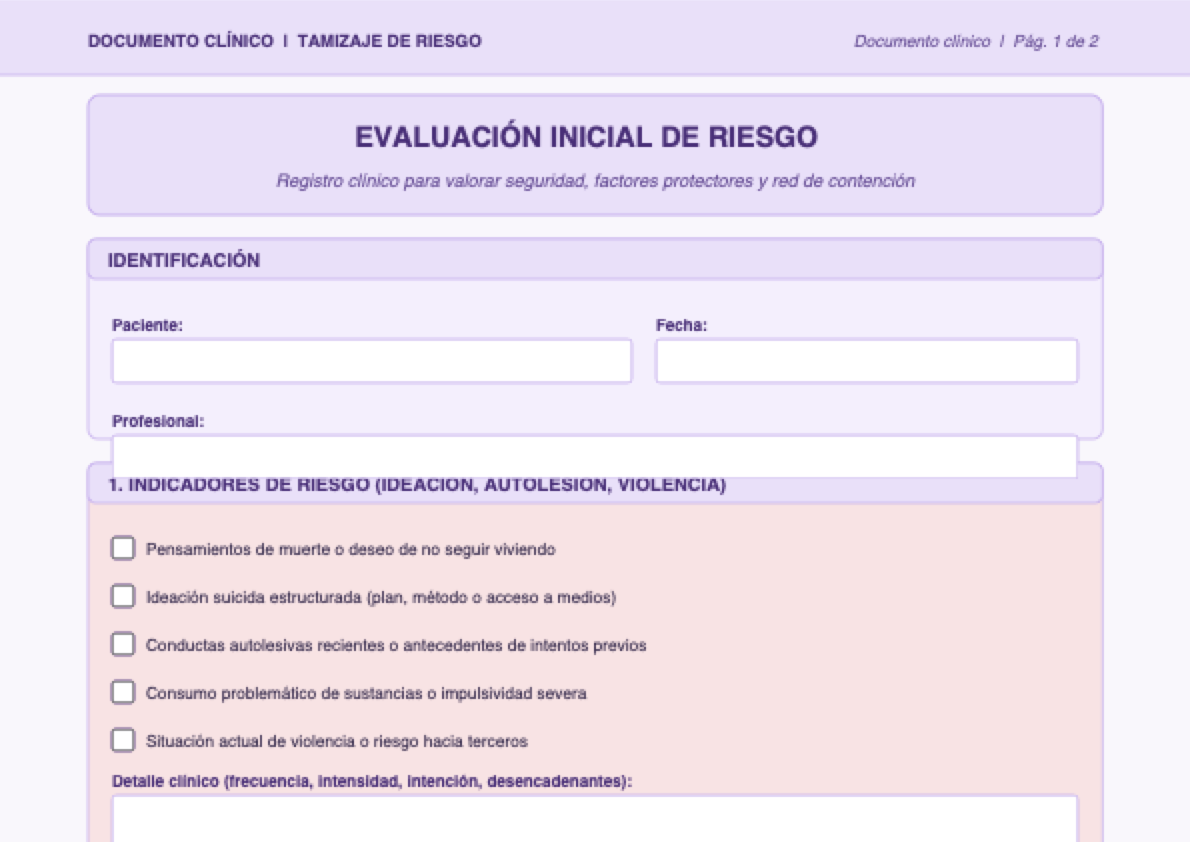 DOCUMENTO CLÍNICO | TAMIZAJE DE RIESGO
Documento clínico | Pág. 1 de 2
EVALUACIÓN INICIAL DE RIESGO
Registro clínico para valorar seguridad, factores protectores y red de contención
IDENTIFICACIÓN
Paciente:
Fecha:
Profesional:
1. INDICADORES DE RIESGO (IDEACIÓN, AUTOLESIÓN, VIOLENCIA)
Pensamientos de muerte o deseo de no seguir viviendo
Ideación suicida estructurada (plan, método o acceso a medios)
Conductas autolesivas recientes o antecedentes de intentos previos
Consumo problemático de sustancias o impulsividad severa
Situación actual de violencia o riesgo hacia terceros
Detalle clínico (frecuencia, intensidad, intención, desencadenantes):